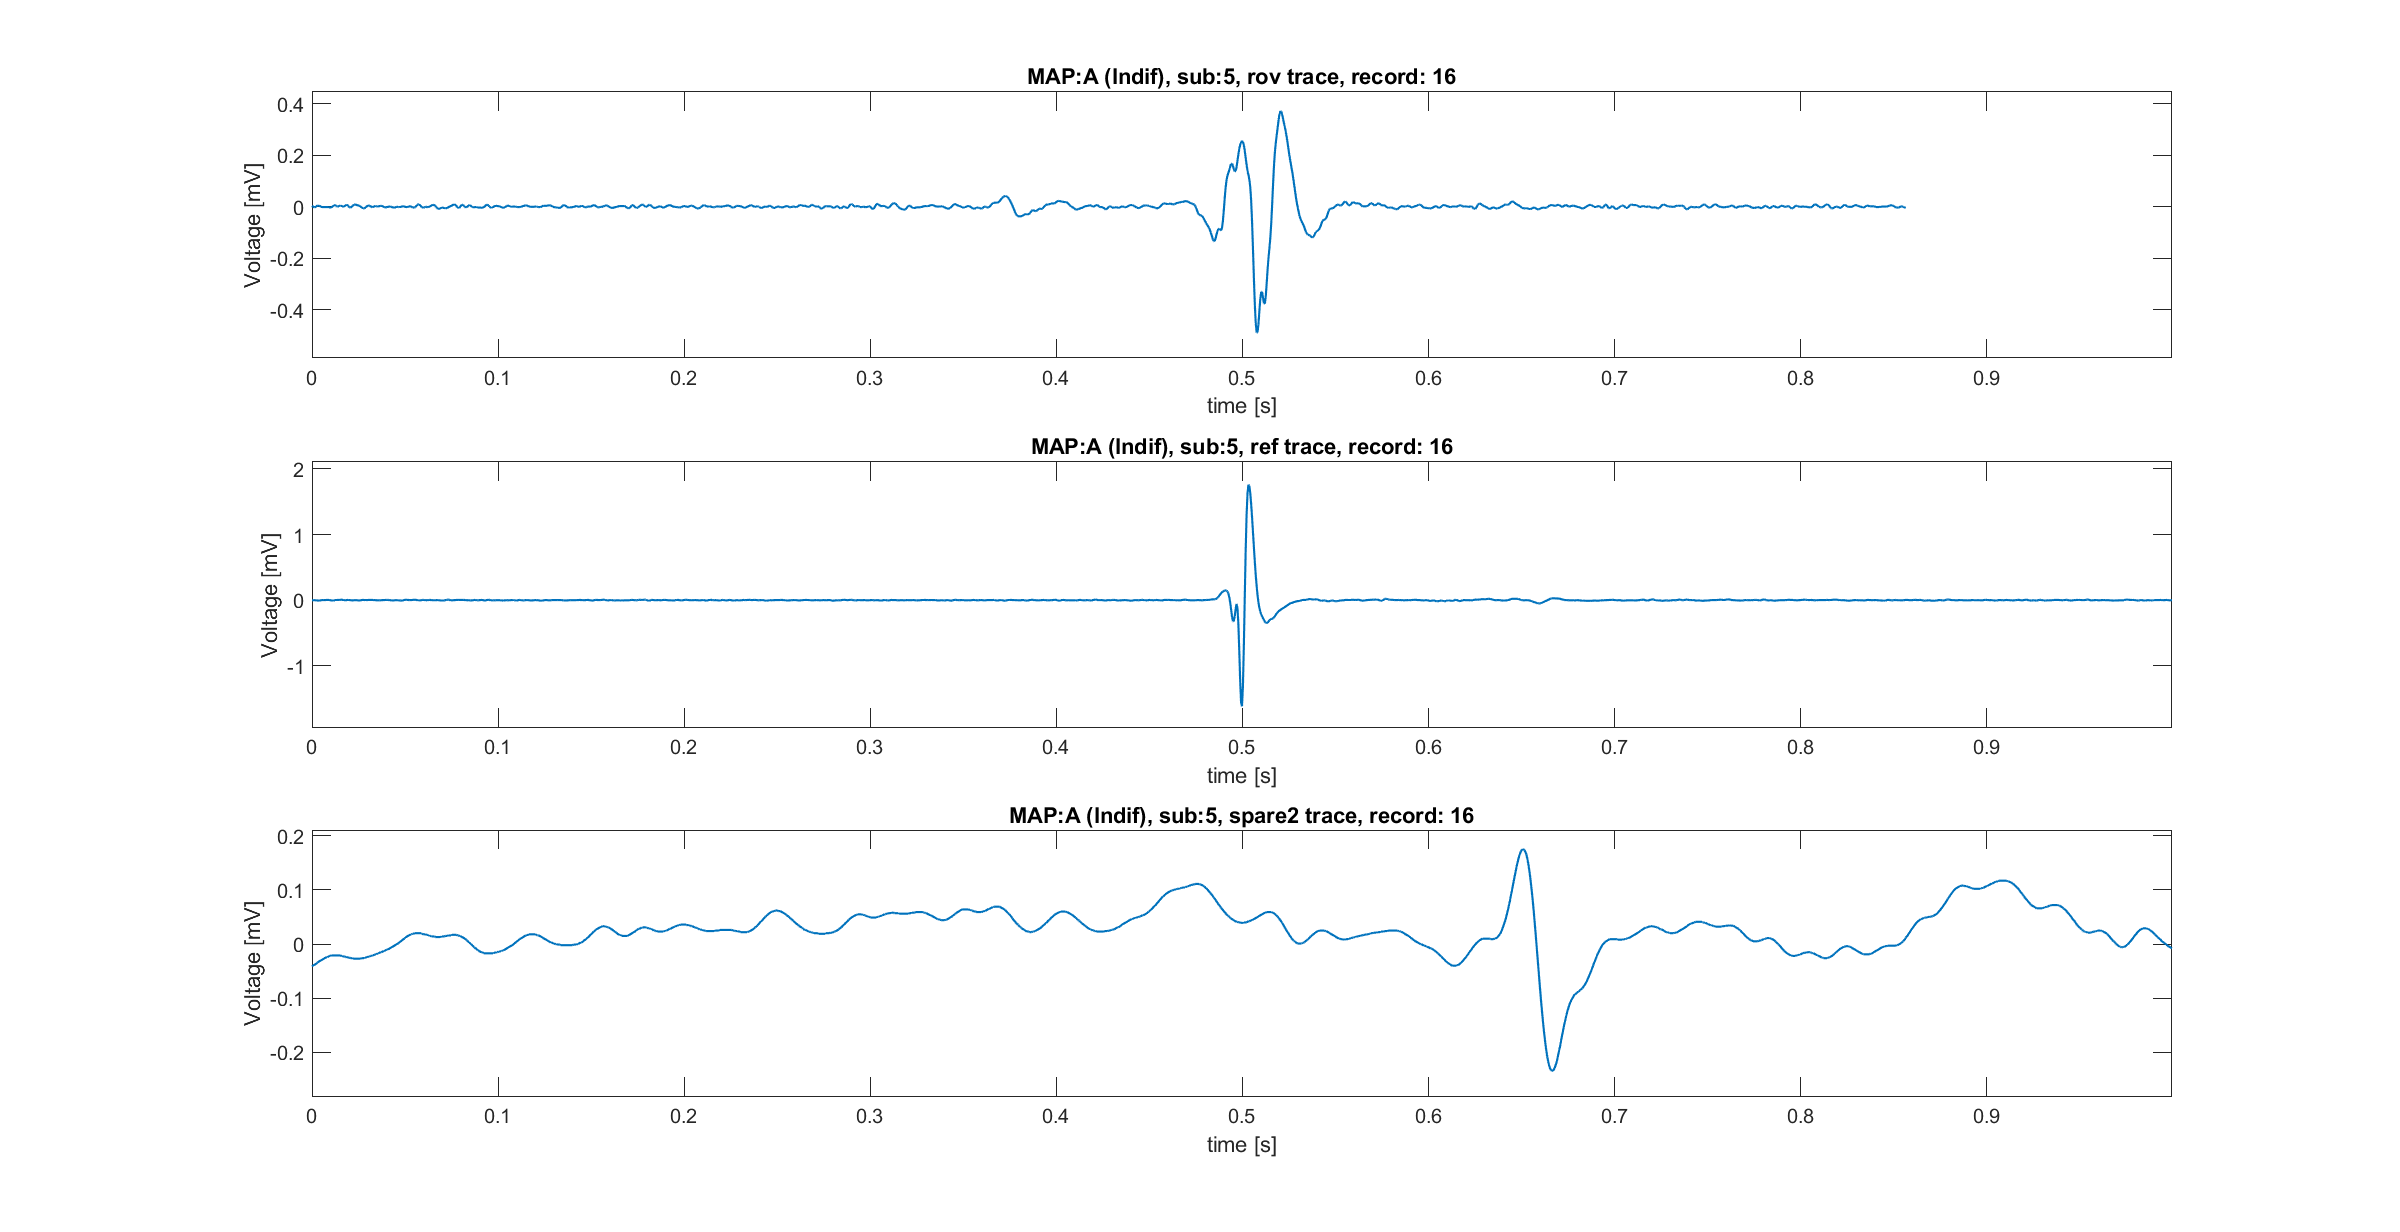 MAP:A (Indif), sub:5, rov trace, record: 16
0.4
0.2
0
-0.2
-0.4
Voltage [mV]
0 0.1 0.2 0.3 0.4 0.5 0.6 0.7 0.8 0.9
time [s]
MAP:A (Indif), sub:5, ref trace, record: 16
2
1
0
-1
Voltage [mV]
0 0.1 0.2 0.3 0.4 0.5 0.6 0.7 0.8 0.9
time [s]
MAP:A (Indif), sub:5, spare2 trace, record: 16
0.2
0.1
0
-0.1
-0.2
Voltage [mV]
0 0.1 0.2 0.3 0.4 0.5 0.6 0.7 0.8 0.9
time [s]